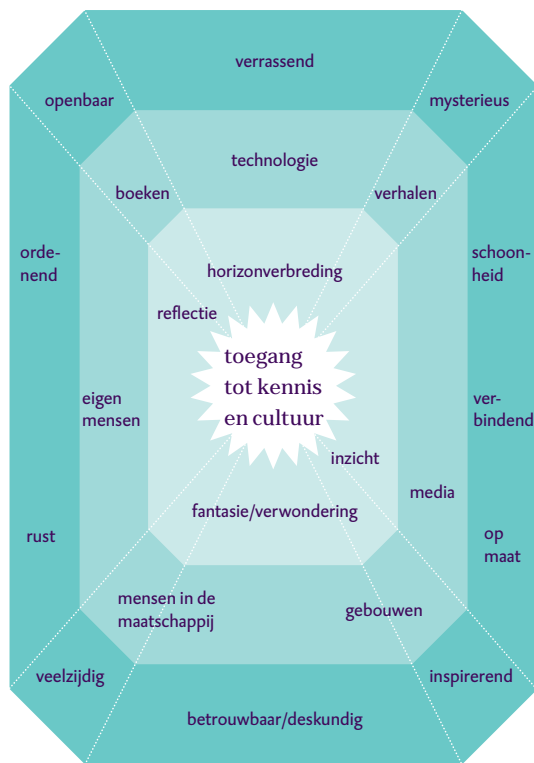 verrassend
openbaar
mysterieus
technologie
boeken
verhalen
orde-
nend
schoon-
heid
horizonverbreding
reflectie
toegang
tot kennis
en cultuur
eigen
mensen
ver-
bindend
inzicht
media
fantasie/verwondering
rust
op
maat
mensen in de
maatschappij
gebouwen
veelzijdig
inspirerend
betrouwbaar/deskundig